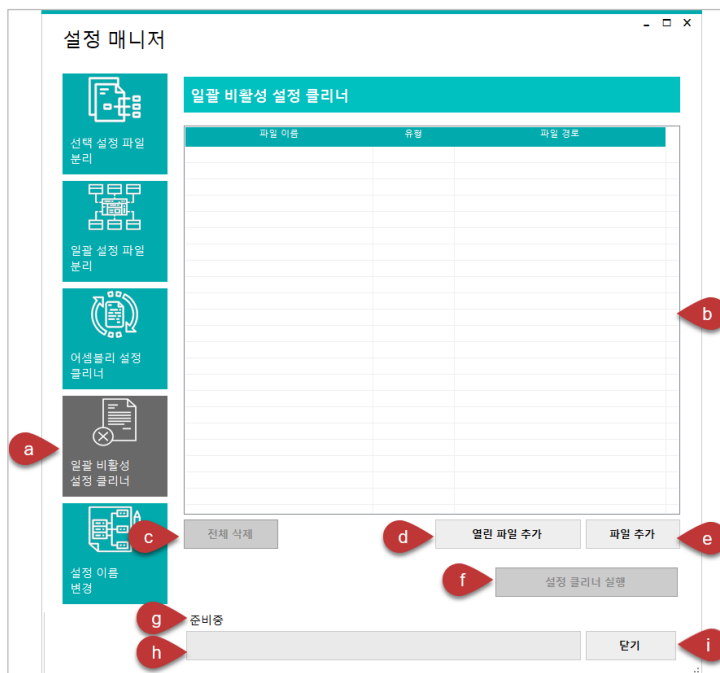 설정 매니저
선택 설정 파일
분리
일괄 설정 파일
분리
어셈블리 설정
클리너
a
일괄 비활성
설정 클리너
설정 이름
변경
일괄 비활성 설정 클리너
파일 이름 유형 파일 경로
b
c 전체 삭제 d 열린 파일 추가 파일 추가 e
f 설정 클리너 실행
g 준비중
h 닫기 i